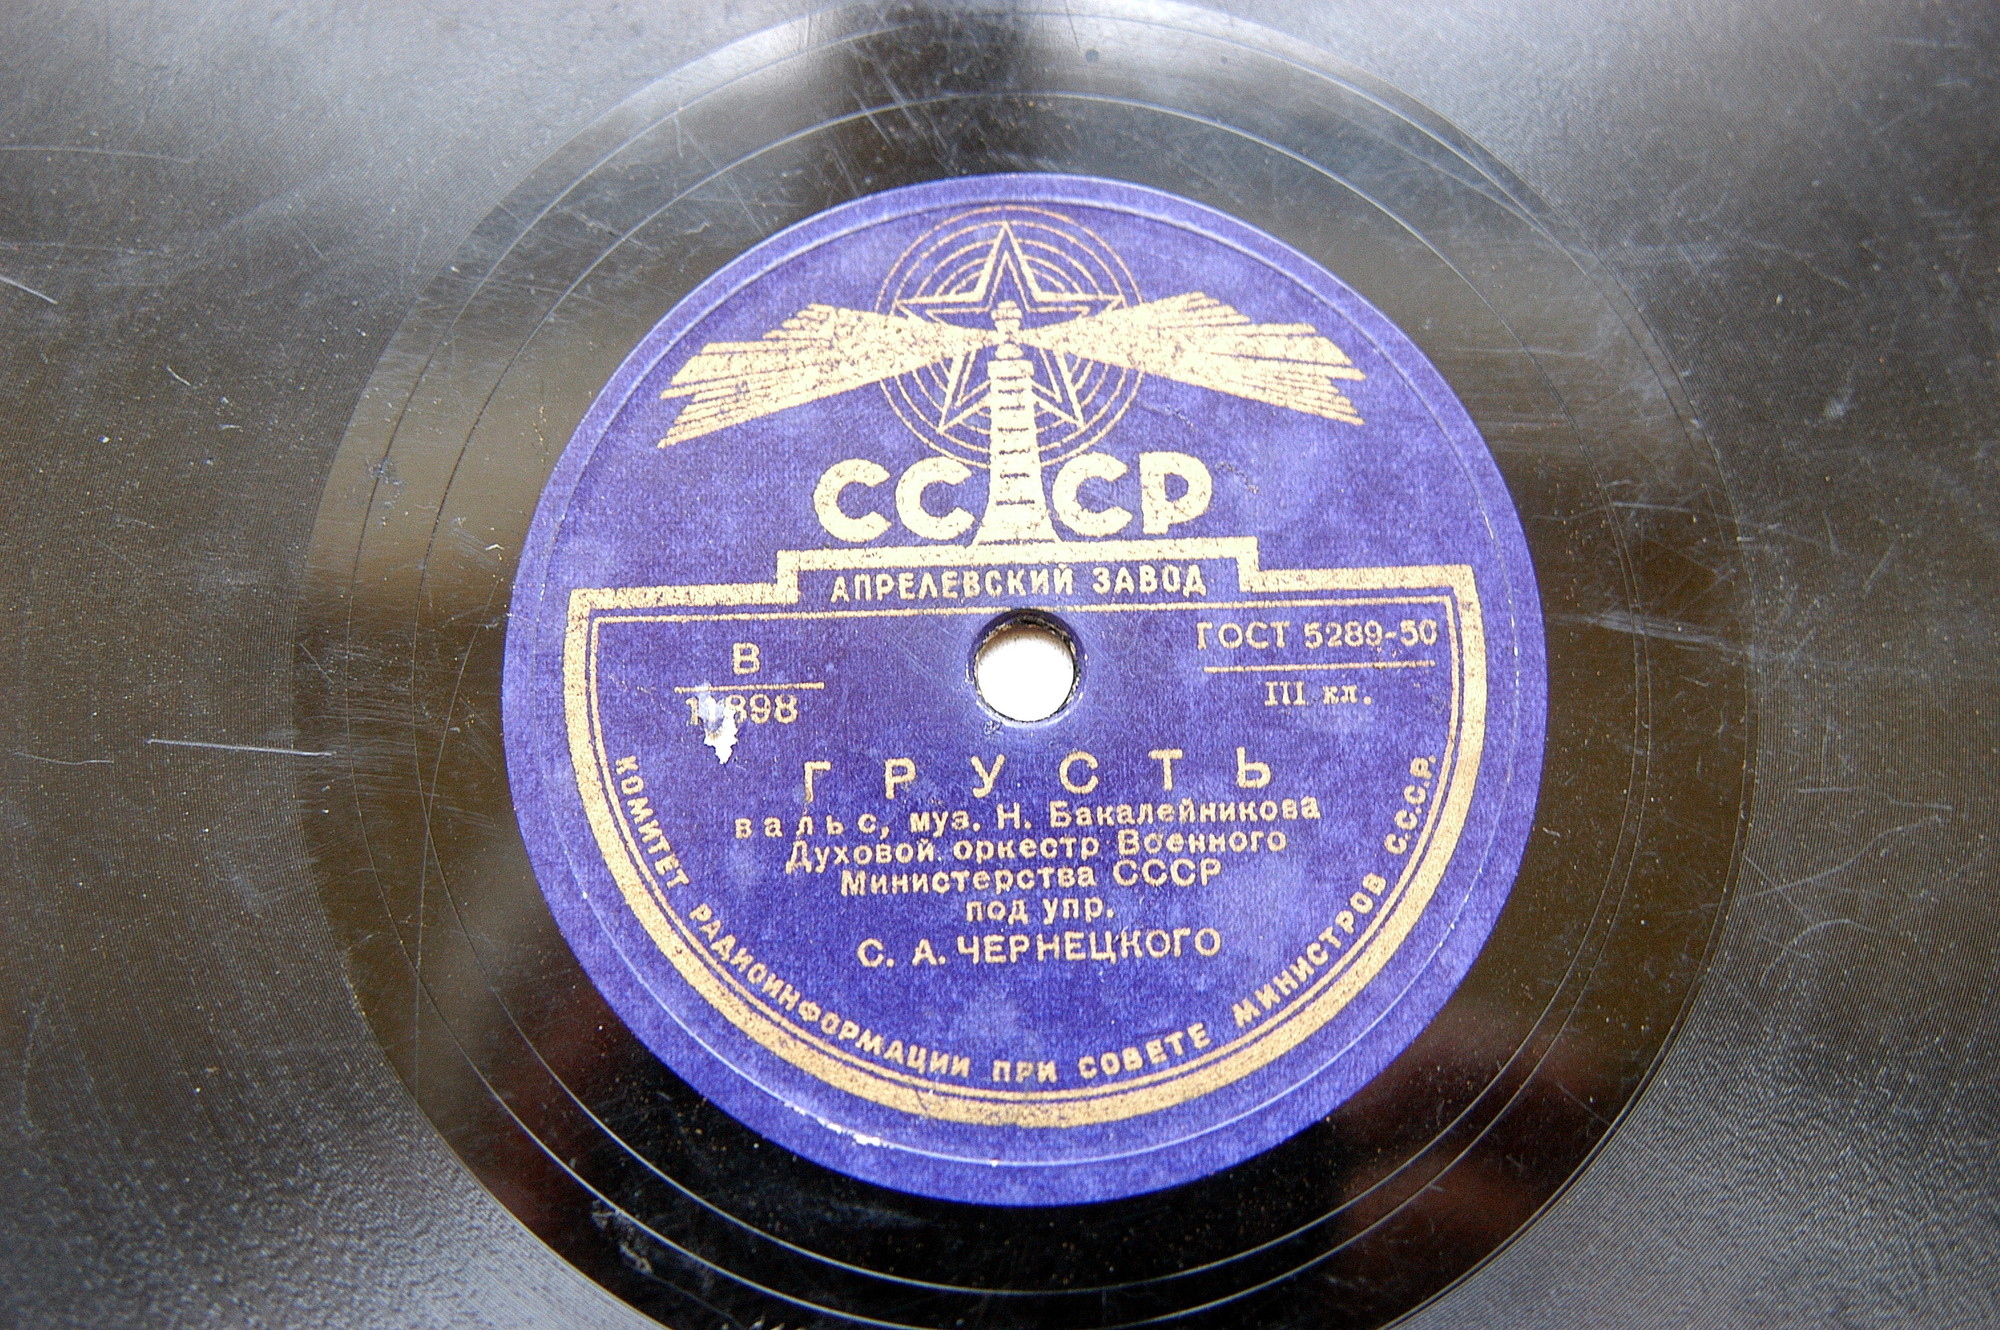 СССР
АПРЕЛЕВСКИЙ ЗАВОД
В
ГОСТ 5289-50
III кл.
ГРУСТЬ
вальс, муз. Н. Бакалейникова
Духовой оркестр Военного
Министерства СССР
под упр.
С. А. ЧЕРНЕЦКОГО
КОМИТЕТ РАДИОИНФОРМАЦИИ ПРИ СОВЕТЕ МИНИСТРОВ С.С.С.Р.